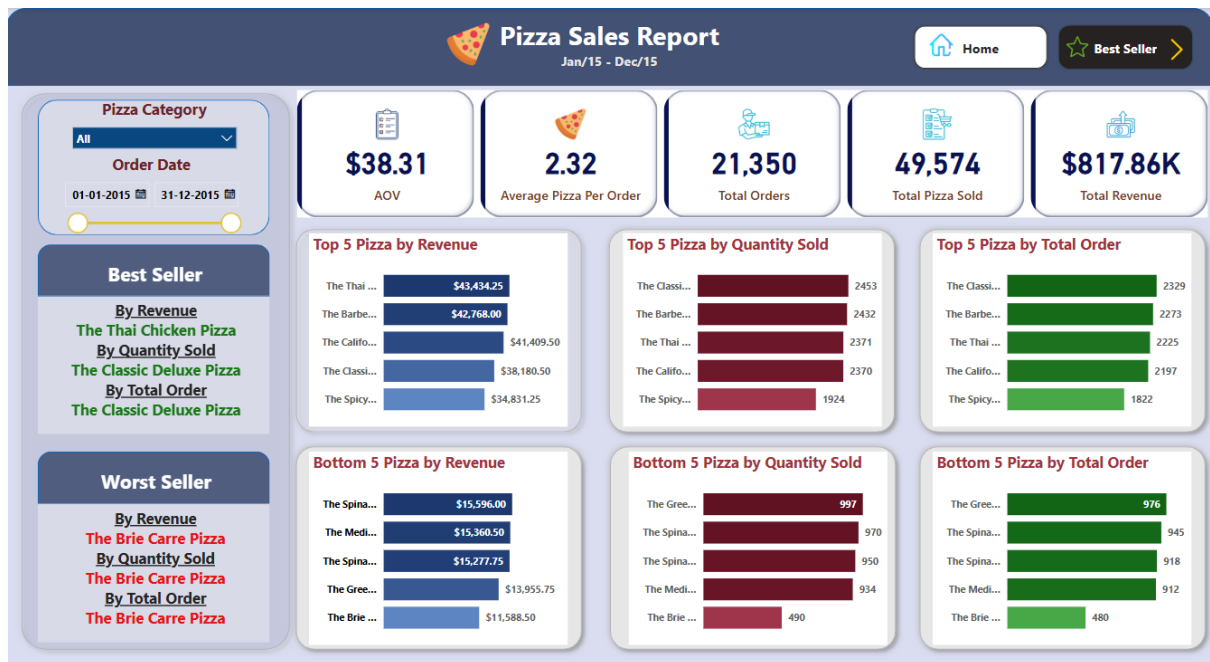 Pizza Sales Report
Jan/15 - Dec/15
Home
Best Seller
Pizza Category
All
Order Date
01-01-2015 31-12-2015
Best Seller
By Revenue
The Thai Chicken Pizza
By Quantity Sold
The Classic Deluxe Pizza
By Total Order
The Classic Deluxe Pizza
Worst Seller
By Revenue
The Brie Carre Pizza
By Quantity Sold
The Brie Carre Pizza
By Total Order
The Brie Carre Pizza
$38.31
AOV
2.32
Average Pizza Per Order
21,350
Total Orders
49,574
Total Pizza Sold
$817.86K
Total Revenue
Top 5 Pizza by Revenue
The Thai ... $43,434.25
The Barbe... $42,768.00
The Califo... $41,409.50
The Classi... $38,180.50
The Spicy... $34,831.25
Top 5 Pizza by Quantity Sold
The Classi... 2453
The Barbe... 2432
The Thai ... 2371
The Califo... 2370
The Spicy... 1924
Top 5 Pizza by Total Order
The Classi... 2329
The Barbe... 2273
The Thai ... 2225
The Califo... 2197
The Spicy... 1822
Bottom 5 Pizza by Revenue
The Spina... $15,596.00
The Medi... $15,360.50
The Spina... $15,277.75
The Gree... $13,955.75
The Brie ... $11,588.50
Bottom 5 Pizza by Quantity Sold
The Gree... 997
The Spina... 970
The Spina... 950
The Medi... 934
The Brie ... 490
Bottom 5 Pizza by Total Order
The Gree... 976
The Spina... 945
The Spina... 918
The Medi... 912
The Brie ... 480